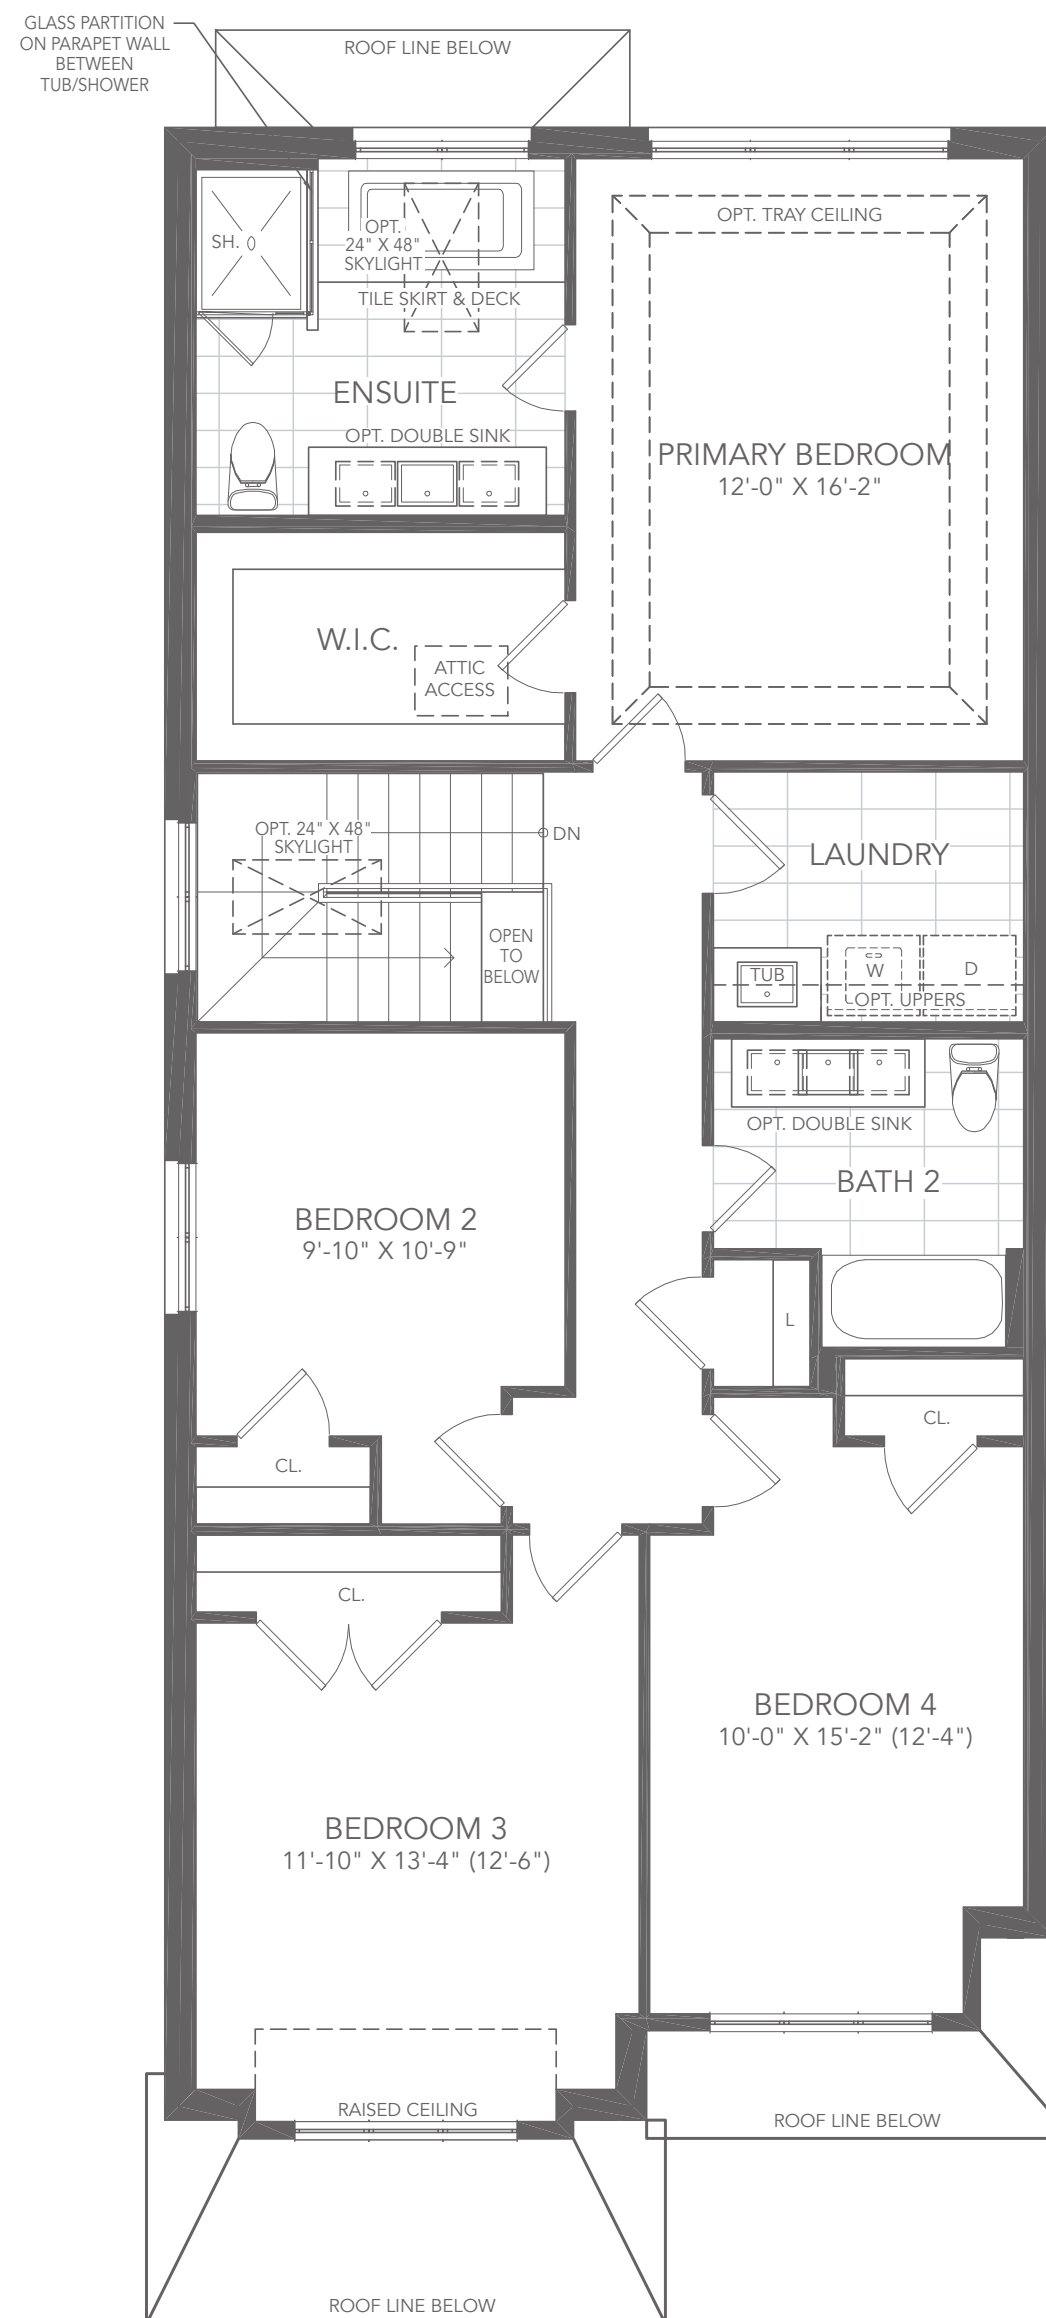 GLASS PARTITION
ON PARAPET WALL
BETWEEN
TUB/SHOWER
ROOF LINE BELOW
OPT. TRAY CEILING
SH.
OPT.
24" X 48"
SKYLIGHT
TILE SKIRT & DECK
ENSUITE
OPT. DOUBLE SINK
PRIMARY BEDROOM
12'-0" X 16'-2"
W.I.C.
ATTIC
ACCESS
OPT. 24" X 48"
SKYLIGHT
DN
OPEN
TO
BELOW
LAUNDRY
TUB
W
D
OPT. UPPERS
OPT. DOUBLE SINK
BATH 2
BEDROOM 2
9'-10" X 10'-9"
L
CL.
CL.
CL.
BEDROOM 4
10'-0" X 15'-2" (12'-4")
BEDROOM 3
11'-10" X 13'-4" (12'-6")
RAISED CEILING
ROOF LINE BELOW
ROOF LINE BELOW